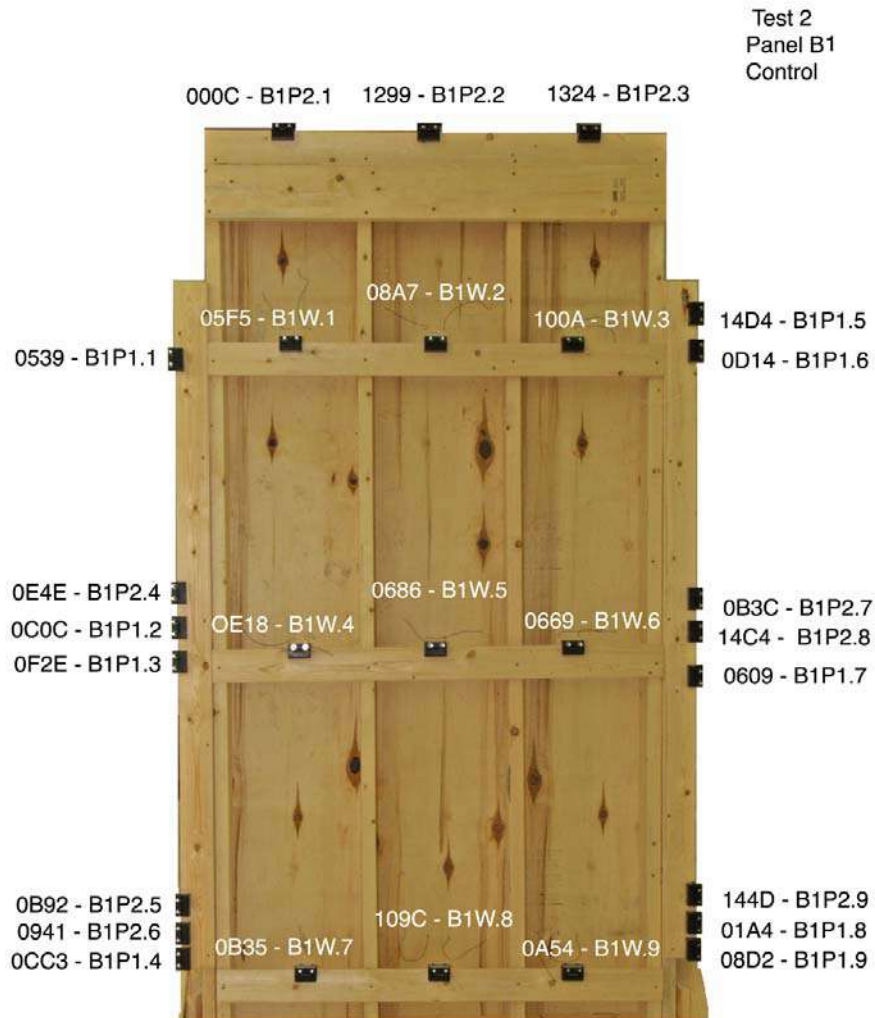 Test 2
Panel B1
Control
000C - B1P2.1
1299 - B1P2.2
1324 - B1P2.3
08A7 - B1W.2
05F5 - B1W.1
100A - B1W.3
14D4 - B1P1.5
0539 - B1P1.1
0D14 - B1P1.6
0E4E - B1P2.4
0686 - B1W.5
0B3C - B1P2.7
0C0C - B1P1.2
OE18 - B1W.4
0669 - B1W.6
14C4 - B1P2.8
0F2E - B1P1.3
0609 - B1P1.7
0B92 - B1P2.5
144D - B1P2.9
0941 - B1P2.6
109C - B1W.8
01A4 - B1P1.8
0CC3 - B1P1.4
0B35 - B1W.7
0A54 - B1W.9
08D2 - B1P1.9